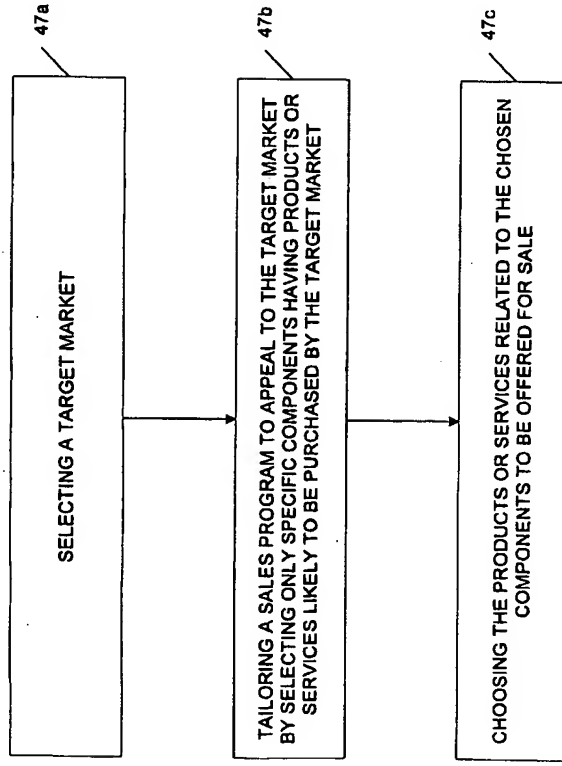 SELECTING A TARGET MARKET
47a
TAILORING A SALES PROGRAM TO APPEAL TO THE TARGET MARKET
BY SELECTING ONLY SPECIFIC COMPONENTS HAVING PRODUCTS OR
SERVICES LIKELY TO BE PURCHASED BY THE TARGET MARKET
47b
CHOOSING THE PRODUCTS OR SERVICES RELATED TO THE CHOSEN
COMPONENTS TO BE OFFERED FOR SALE
47c